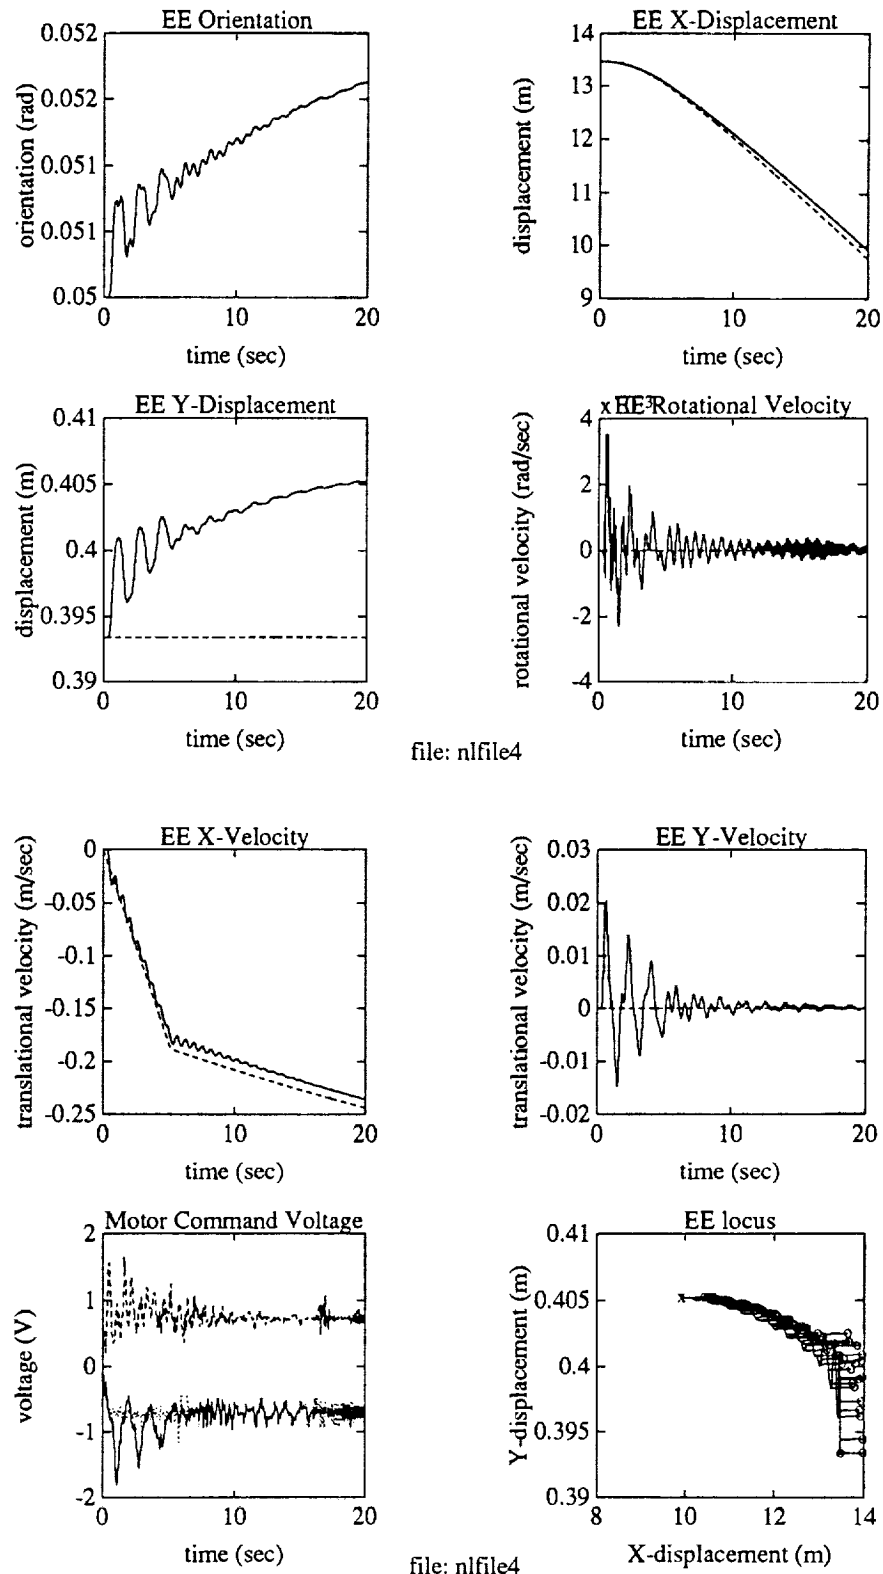 EE Orientation
0.052
0.052
0.051
0.051
0.05
orientation (rad)
0
10
20
time (sec)
EE X-Displacement
14
13
12
11
10
9
displacement (m)
0
10
20
time (sec)
EE Y-Displacement
0.41
0.405
0.4
0.395
0.39
displacement (m)
0
10
20
time (sec)
EE Rotational Velocity
4
2
0
-2
-4
rotational velocity (rad/sec)
0
10
20
time (sec)
file: nlfile4
EE X-Velocity
0
-0.05
-0.1
-0.15
-0.2
-0.25
translational velocity (m/sec)
0
10
20
time (sec)
EE Y-Velocity
0.03
0.02
0.01
0
-0.01
-0.02
translational velocity (m/sec)
0
10
20
time (sec)
Motor Command Voltage
2
1
0
-1
-2
voltage (V)
0
10
20
time (sec)
EE locus
0.41
0.405
0.4
0.395
0.39
Y-displacement (m)
x
8
10
12
14
X-displacement (m)
file: nlfile4